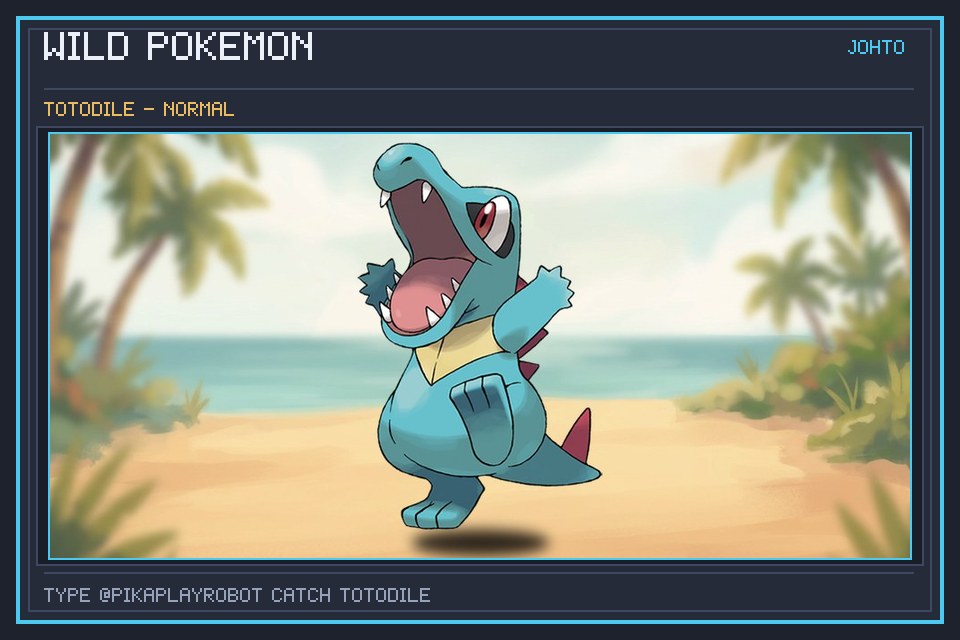 WILD POKEMON
JOHTO
TOTODILE - NORMAL
TYPE @PIKAPLAYROBOT CATCH TOTODILE